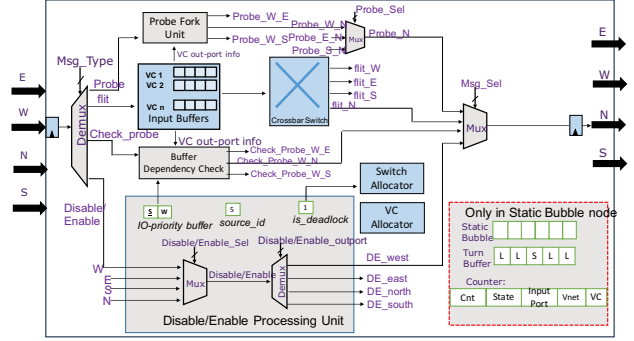 Probe Fork
Unit
Probe_W_E
Probe_W_N
Probe_W_S
Probe_E_N
Probe_S_N
Probe_Sel
Mux
Probe_N
VC out-port info
Msg_Type
Probe
flit
Check_probe
Demux
VC 1
VC 2
VC n
Input Buffers
Crossbar Switch
flit_W
flit_E
flit_S
flit_N
Msg_Sel
Mux
E
W
N
S
E
W
N
S
VC out-port info
Buffer
Dependency Check
Check_Probe_W_E
Check_Probe_W_N
Check_Probe_W_S
Switch
Allocator
VC
Allocator
Disable/
Enable
S W
IO-priority buffer
5
source_id
1
is_deadlock
Disable/Enable_Sel
Disable/Enable_outport
W
E
S
N
Mux
Disable/Enable
Demux
DE_west
DE_east
DE_north
DE_south
Disable/Enable Processing Unit
Only in Static Bubble node
Static
Bubble
Turn
Buffer
L L S L L
Counter:
Cnt State Input
Port Vnet VC